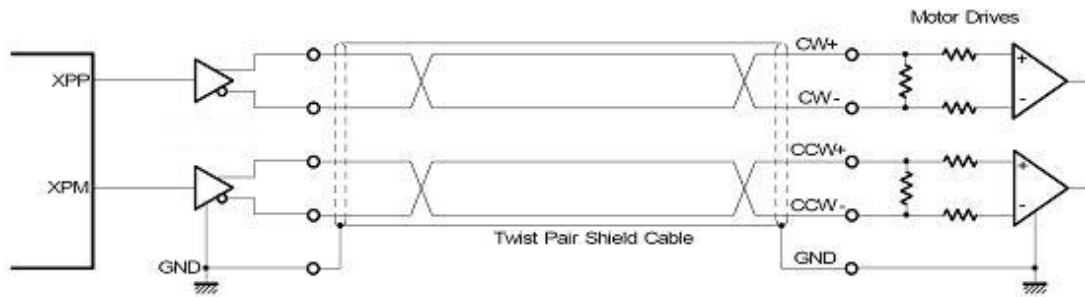 Motor Drives
XPP
CW+
+
CW-
-
XPM
CCW+
+
CCW-
-
Twist Pair Shield Cable
GND
GND